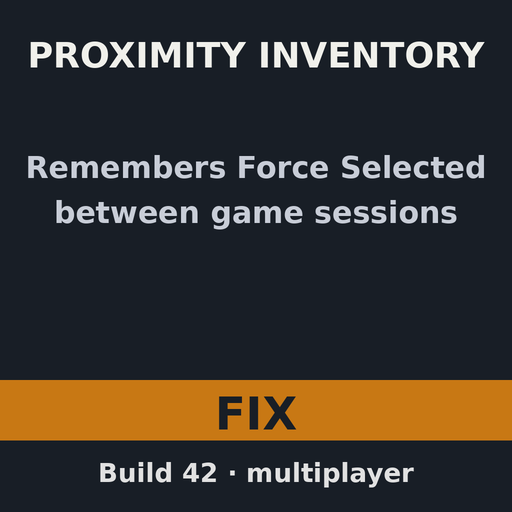 PROXIMITY INVENTORY
Remembers Force Selected
between game sessions
FIX
Build 42 · multiplayer